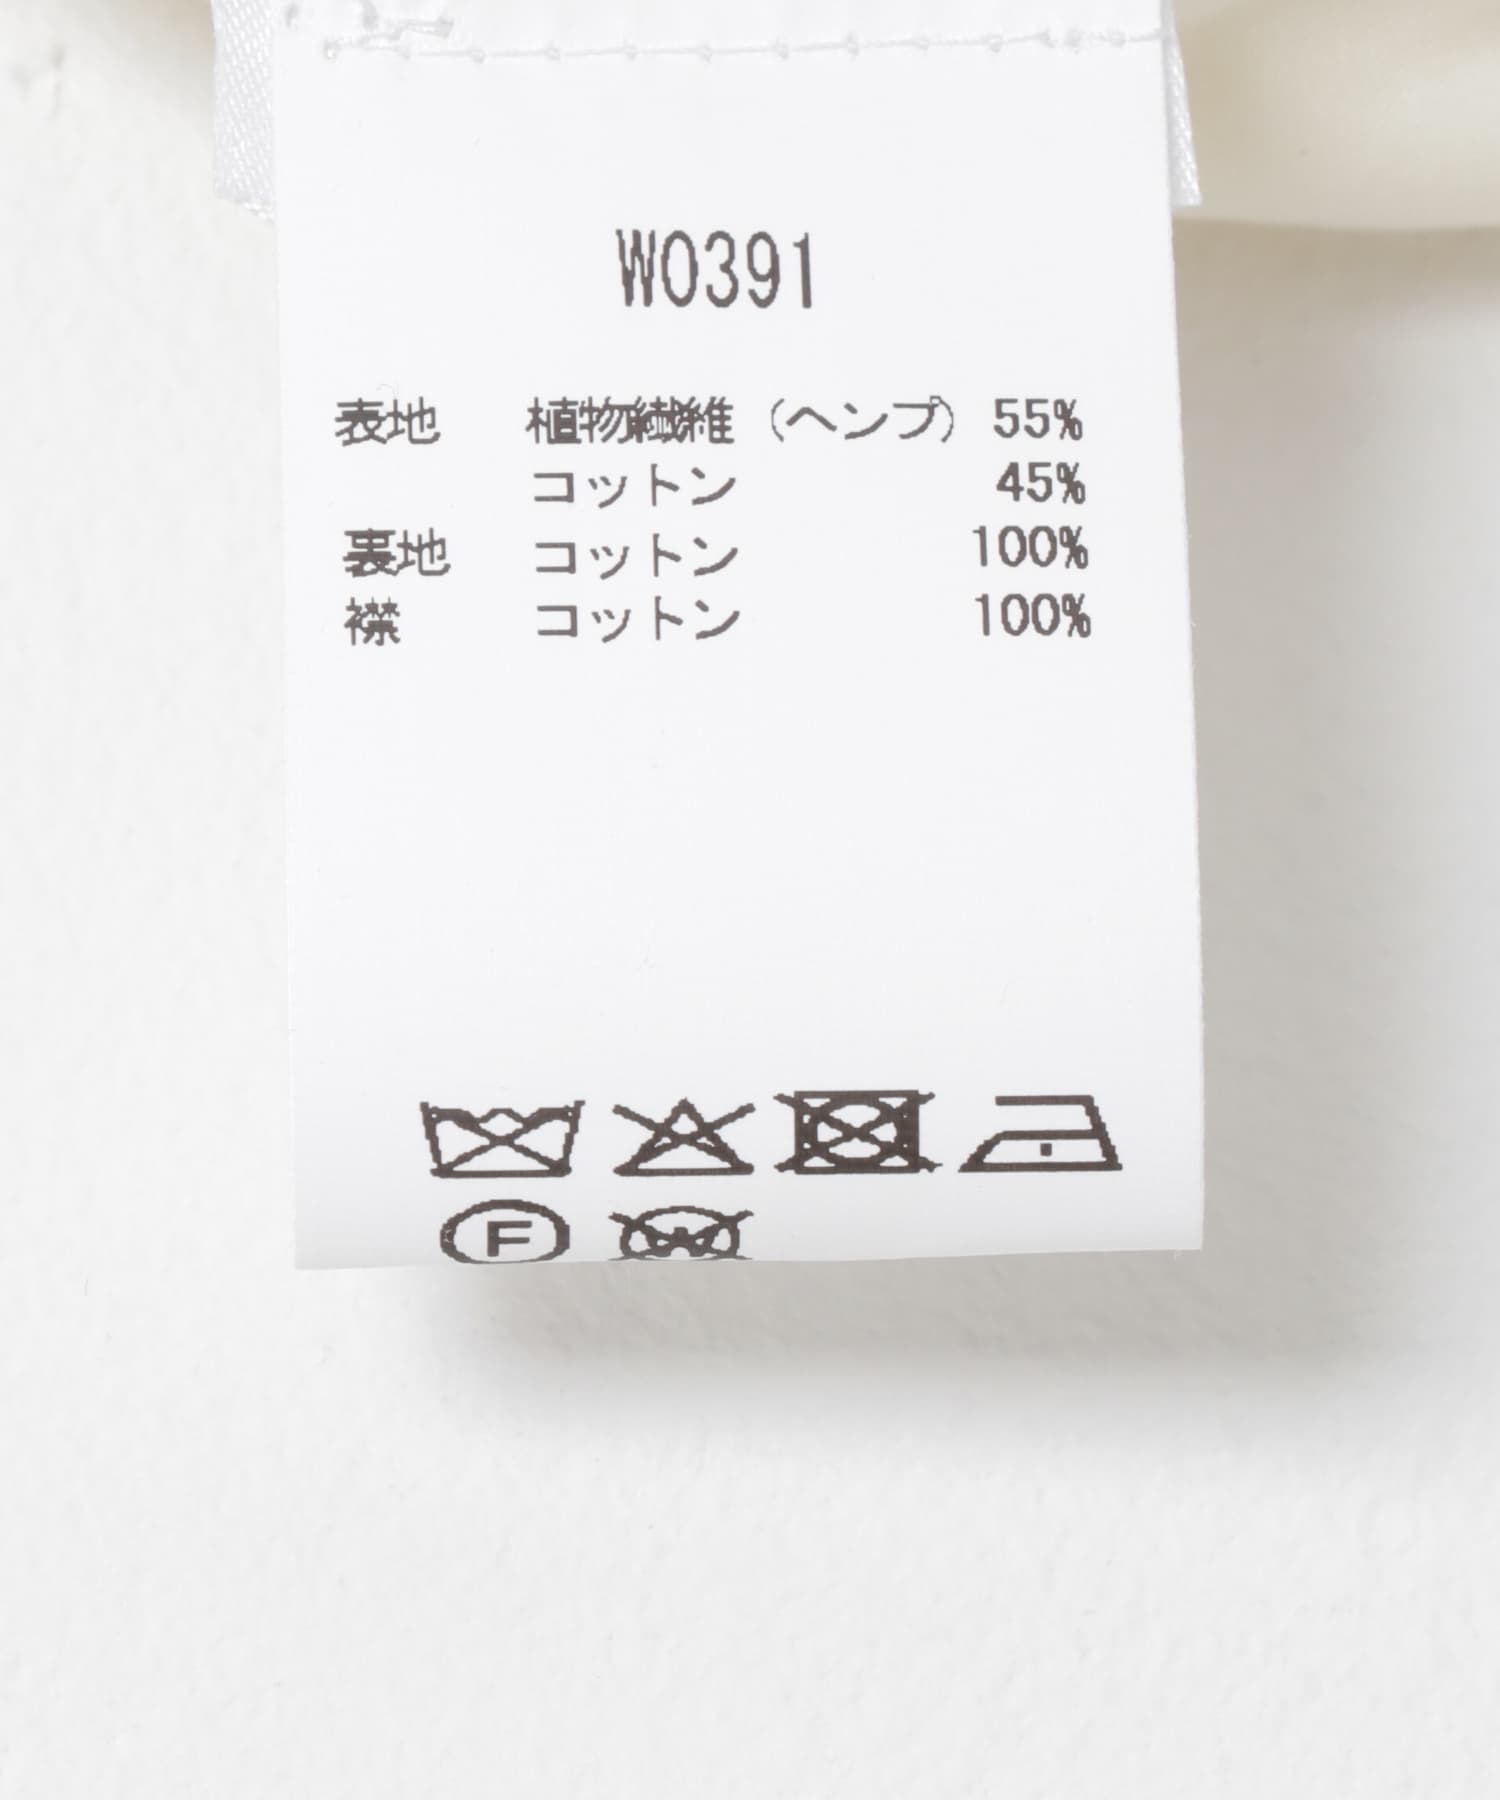 W0391
表地 植物繊維(ヘンプ) 55%
コットン 45%
裏地 コットン 100%
襟 コットン 100%
F
W